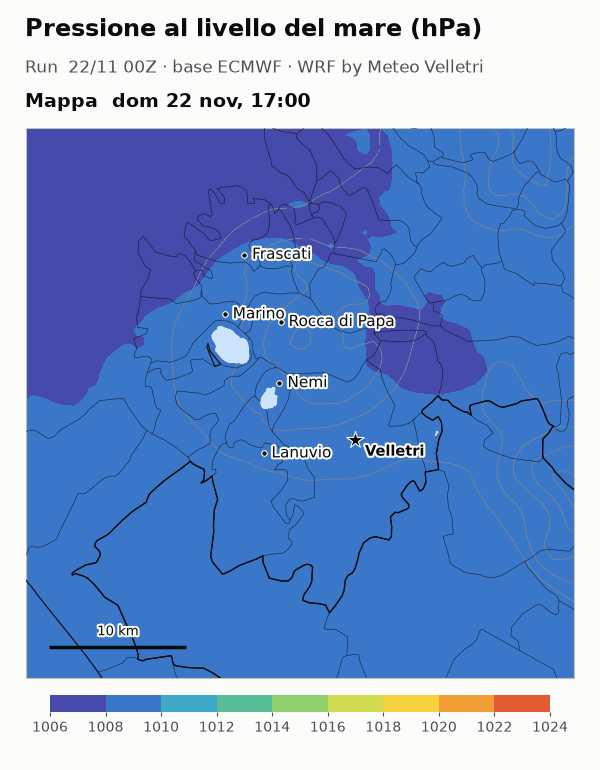 Pressione al livello del mare (hPa)
Run  22/11 00Z · base ECMWF · WRF by Meteo Velletri
Mappa  dom 22 nov, 17:00
Frascati
Marino
Rocca di Papa
Nemi
Velletri
Lanuvio
10 km
1006 1008 1010 1012 1014 1016 1018 1020 1022 1024